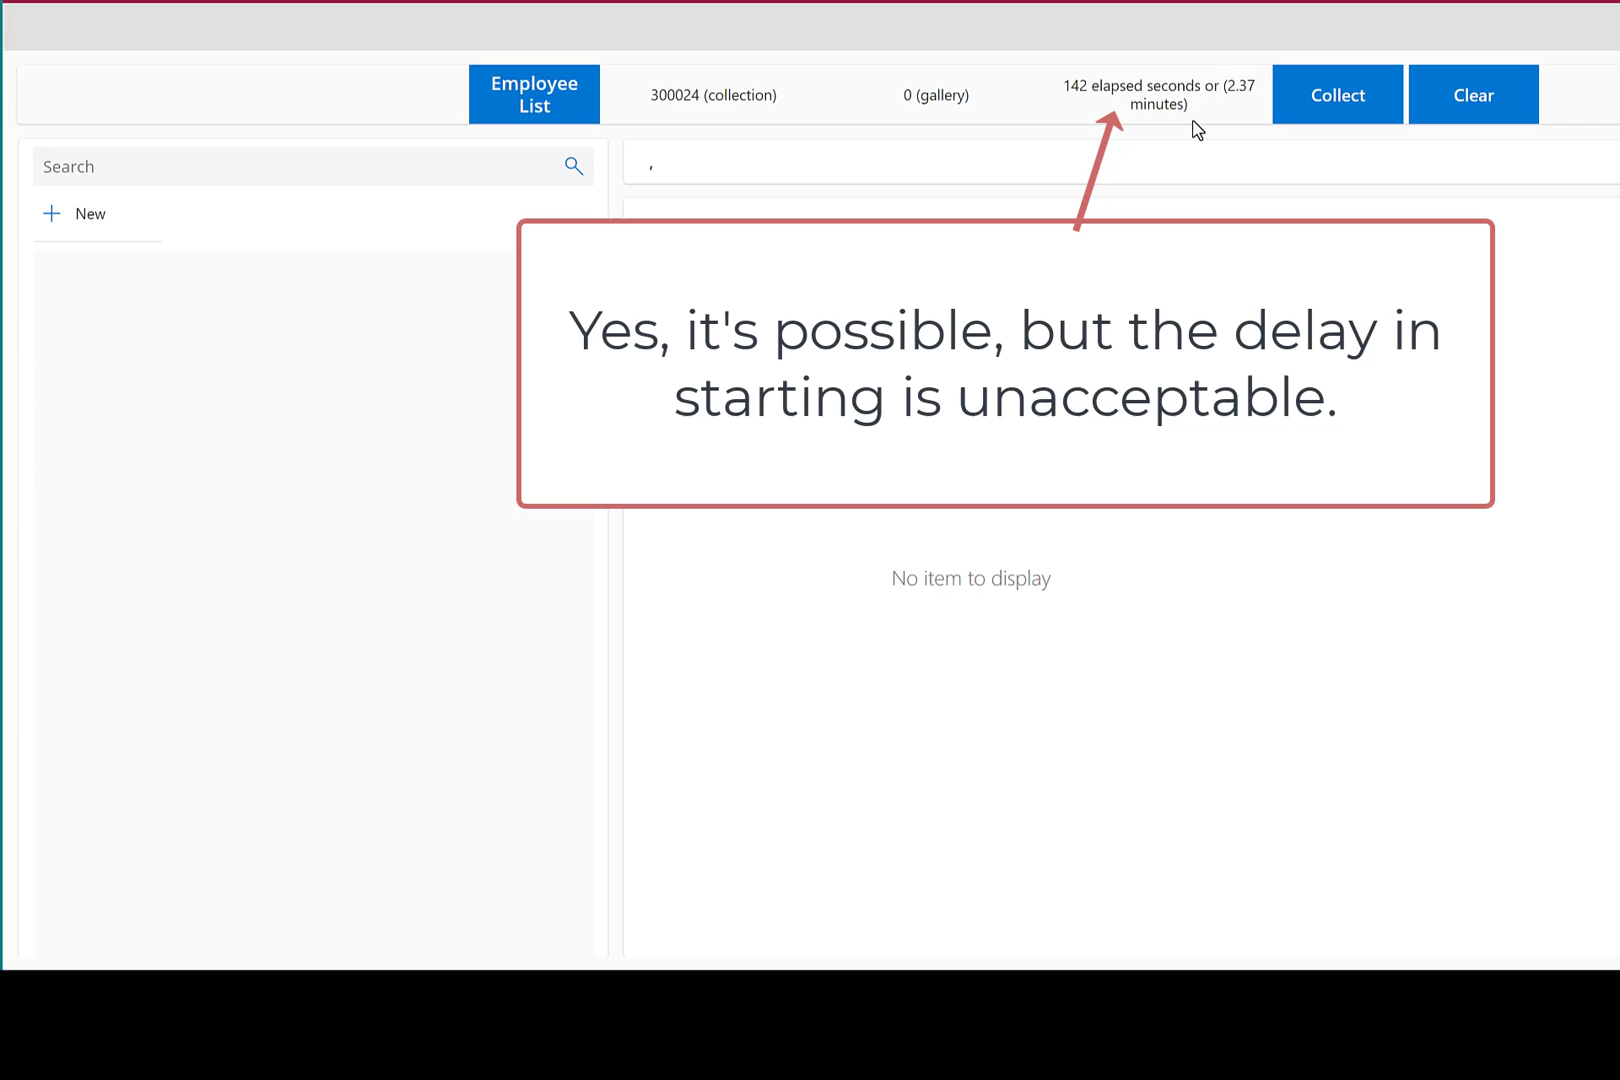 Employee
List
300024 (collection)
0 (gallery)
142 elapsed seconds or (2.37
minutes)
Collect
Clear
Search
,
New
Yes, it's possible, but the delay in
starting is unacceptable.
No item to display